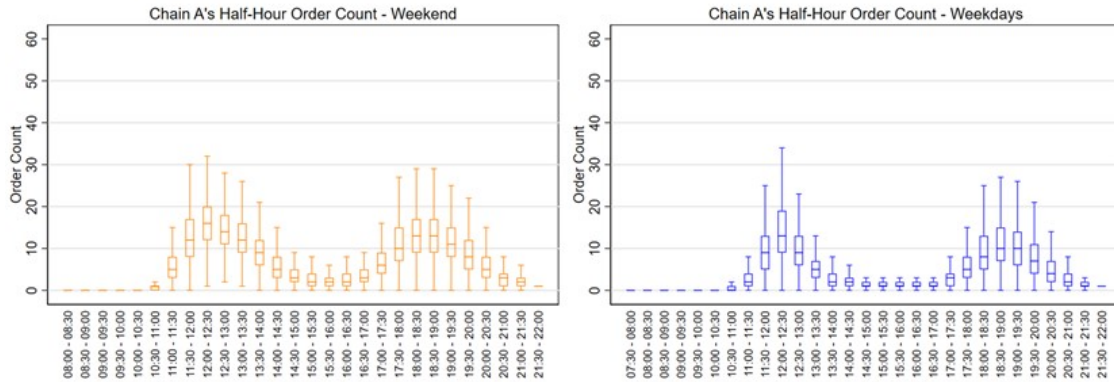 Chain A's Half-Hour Order Count - Weekend
Order Count
60
50
40
30
20
10
0
08:00 - 08:30
08:30 - 09:00
09:00 - 09:30
09:30 - 10:00
10:00 - 10:30
10:30 - 11:00
11:00 - 11:30
11:30 - 12:00
12:00 - 12:30
12:30 - 13:00
13:00 - 13:30
13:30 - 14:00
14:00 - 14:30
14:30 - 15:00
15:00 - 15:30
15:30 - 16:00
16:00 - 16:30
16:30 - 17:00
17:00 - 17:30
17:30 - 18:00
18:00 - 18:30
18:30 - 19:00
19:00 - 19:30
19:30 - 20:00
20:00 - 20:30
20:30 - 21:00
21:00 - 21:30
21:30 - 22:00
Chain A's Half-Hour Order Count - Weekdays
Order Count
60
50
40
30
20
10
0
07:30 - 08:00
08:00 - 08:30
08:30 - 09:00
09:00 - 09:30
09:30 - 10:00
10:00 - 10:30
10:30 - 11:00
11:00 - 11:30
11:30 - 12:00
12:00 - 12:30
12:30 - 13:00
13:00 - 13:30
13:30 - 14:00
14:00 - 14:30
14:30 - 15:00
15:00 - 15:30
15:30 - 16:00
16:00 - 16:30
16:30 - 17:00
17:00 - 17:30
17:30 - 18:00
18:00 - 18:30
18:30 - 19:00
19:00 - 19:30
19:30 - 20:00
20:00 - 20:30
20:30 - 21:00
21:00 - 21:30
21:30 - 22:00